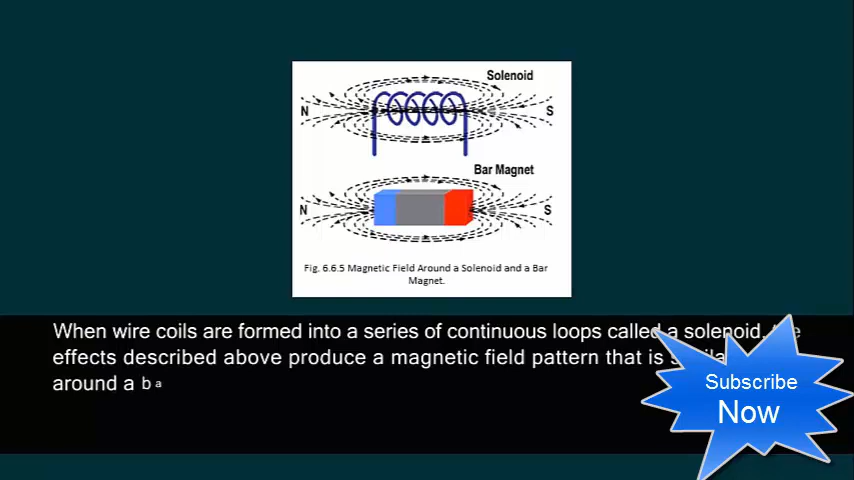 Solenoid
N
S
Bar Magnet
N
S
Fig. 6.6.5 Magnetic Field Around a Solenoid and a Bar
Magnet.
When wire coils are formed into a series of continuous loops called a solenoid,
effects described above produce a magnetic field pattern that is
around a b a
Subscribe
Now